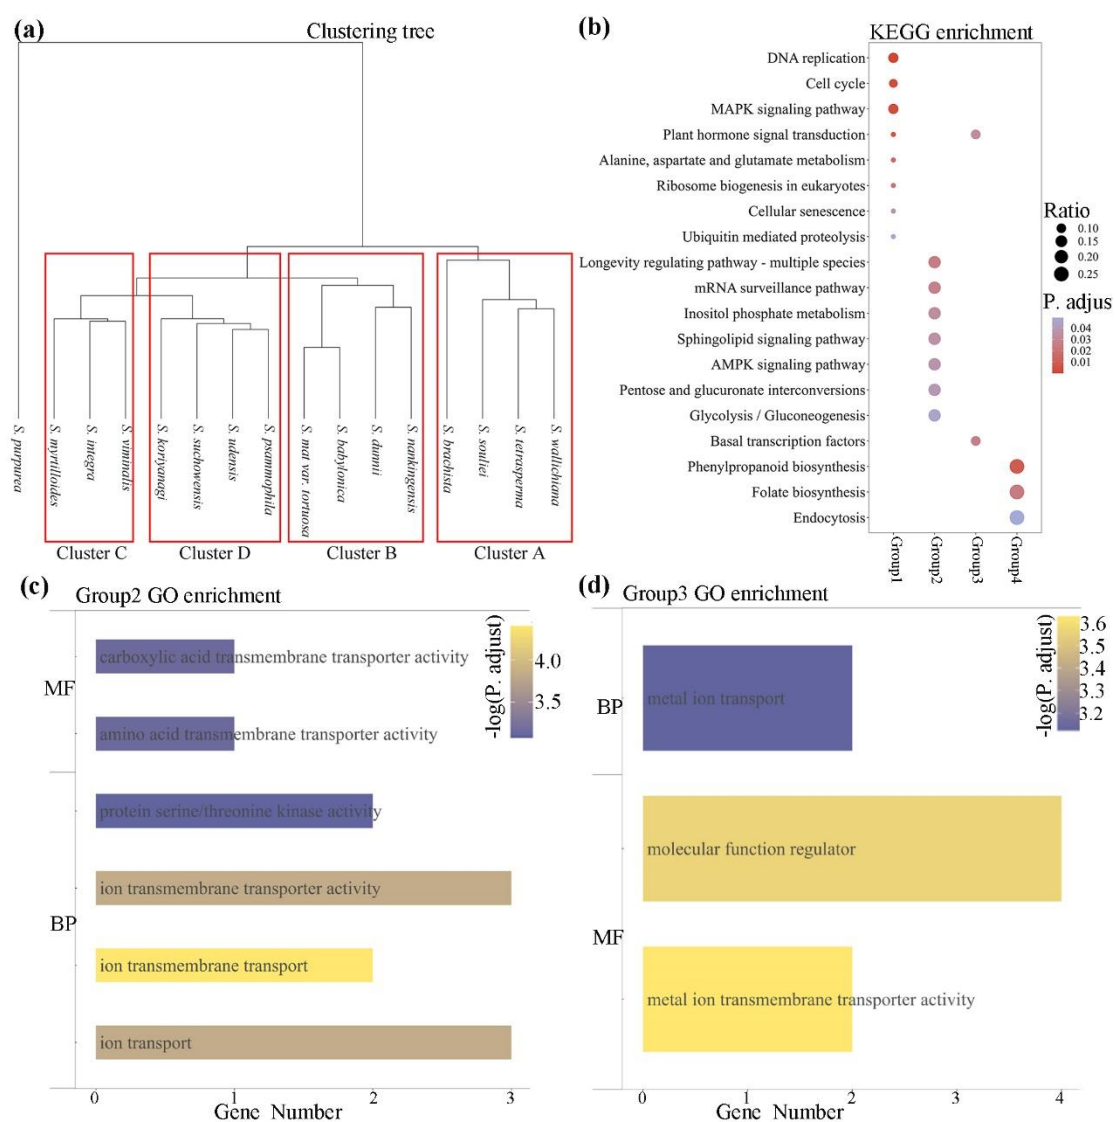 (a)
Clustering tree
S. purpurea
S. myrtilloides
S. integra
S. viminalis
S. koriyanagi
S. suchowensis
S. udensis
S. psammophila
S. mat var. tortuosa
S. babylonica
S. dunnii
S. nankingensis
S. brachista
S. souliei
S. tetrasperma
S. wallichiana
Cluster C
Cluster D
Cluster B
Cluster A
(b)
KEGG enrichment
DNA replication
Cell cycle
MAPK signaling pathway
Plant hormone signal transduction
Alanine, aspartate and glutamate metabolism
Ribosome biogenesis in eukaryotes
Cellular senescence
Ubiquitin mediated proteolysis
Longevity regulating pathway - multiple species
mRNA surveillance pathway
Inositol phosphate metabolism
Sphingolipid signaling pathway
AMPK signaling pathway
Pentose and glucuronate interconversions
Glycolysis / Gluconeogenesis
Basal transcription factors
Phenylpropanoid biosynthesis
Folate biosynthesis
Endocytosis
Group1
Group2
Group3
Group4
Ratio
0.10
0.15
0.20
0.25
P. adjust
0.04
0.03
0.02
0.01
(c)
Group2 GO enrichment
MF
BP
carboxylic acid transmembrane transporter activity
amino acid transmembrane transporter activity
protein serine/threonine kinase activity
ion transmembrane transporter activity
ion transmembrane transport
ion transport
-log(P. adjust)
4.0
3.5
0 1 2 3
Gene Number
(d)
Group3 GO enrichment
BP
MF
metal ion transport
molecular function regulator
metal ion transmembrane transporter activity
-log(P. adjust)
3.6
3.5
3.4
3.3
3.2
0 1 2 3 4
Gene Number